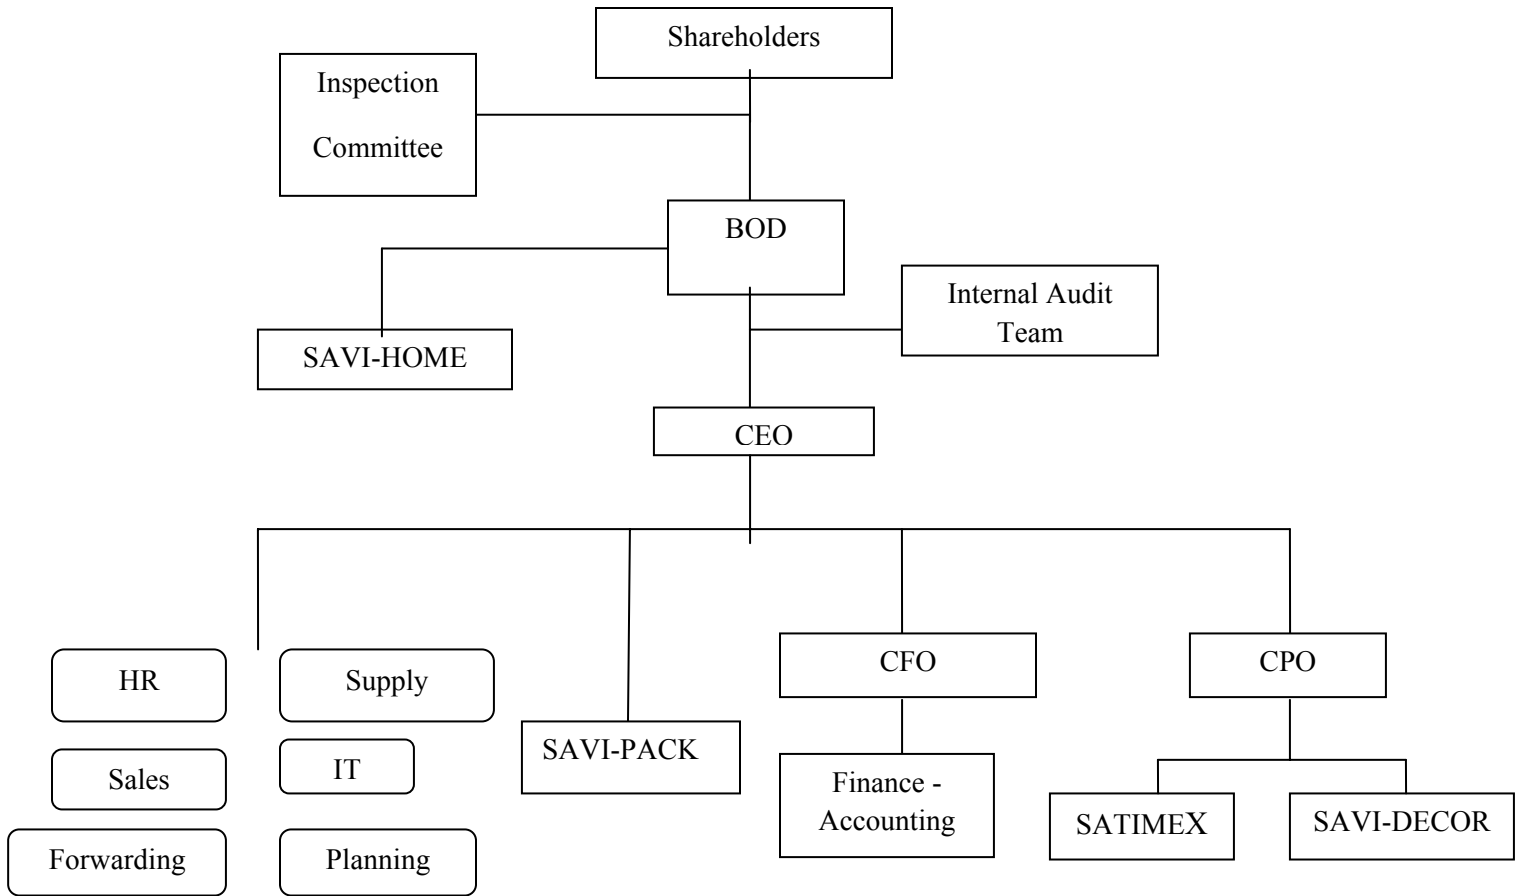 Shareholders
Inspection
Committee
BOD
Internal Audit
Team
SAVI-HOME
CEO
HR
Supply
CFO
CPO
SAVI-PACK
Sales
IT
Finance -
Accounting
SATIMEX
SAVI-DECOR
Forwarding
Planning